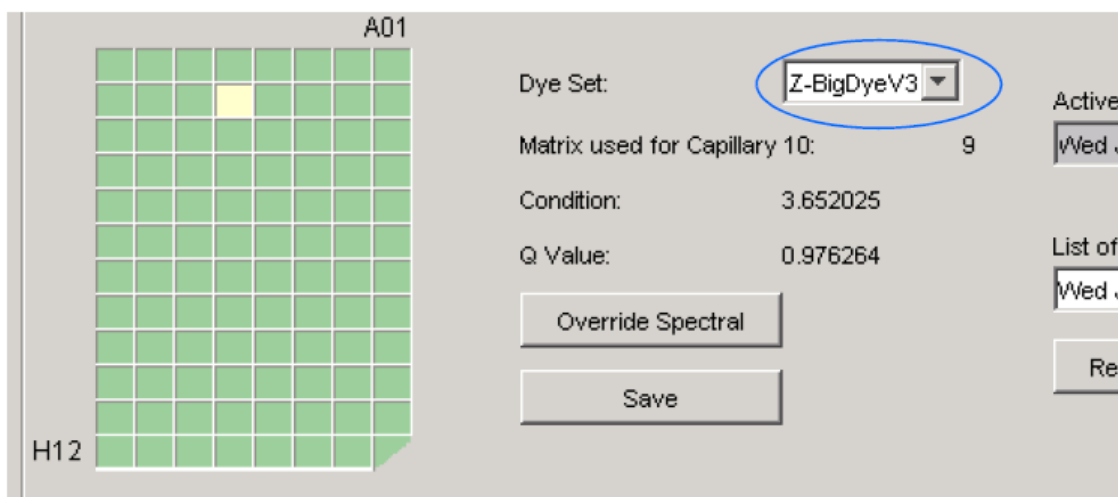 A01
H12
Dye Set: Z-BigDyeV3
Matrix used for Capillary 10: 9
Condition: 3.652025
Q Value: 0.976264
Override Spectral
Save
Active
Wed J
List of
Wed J
Re